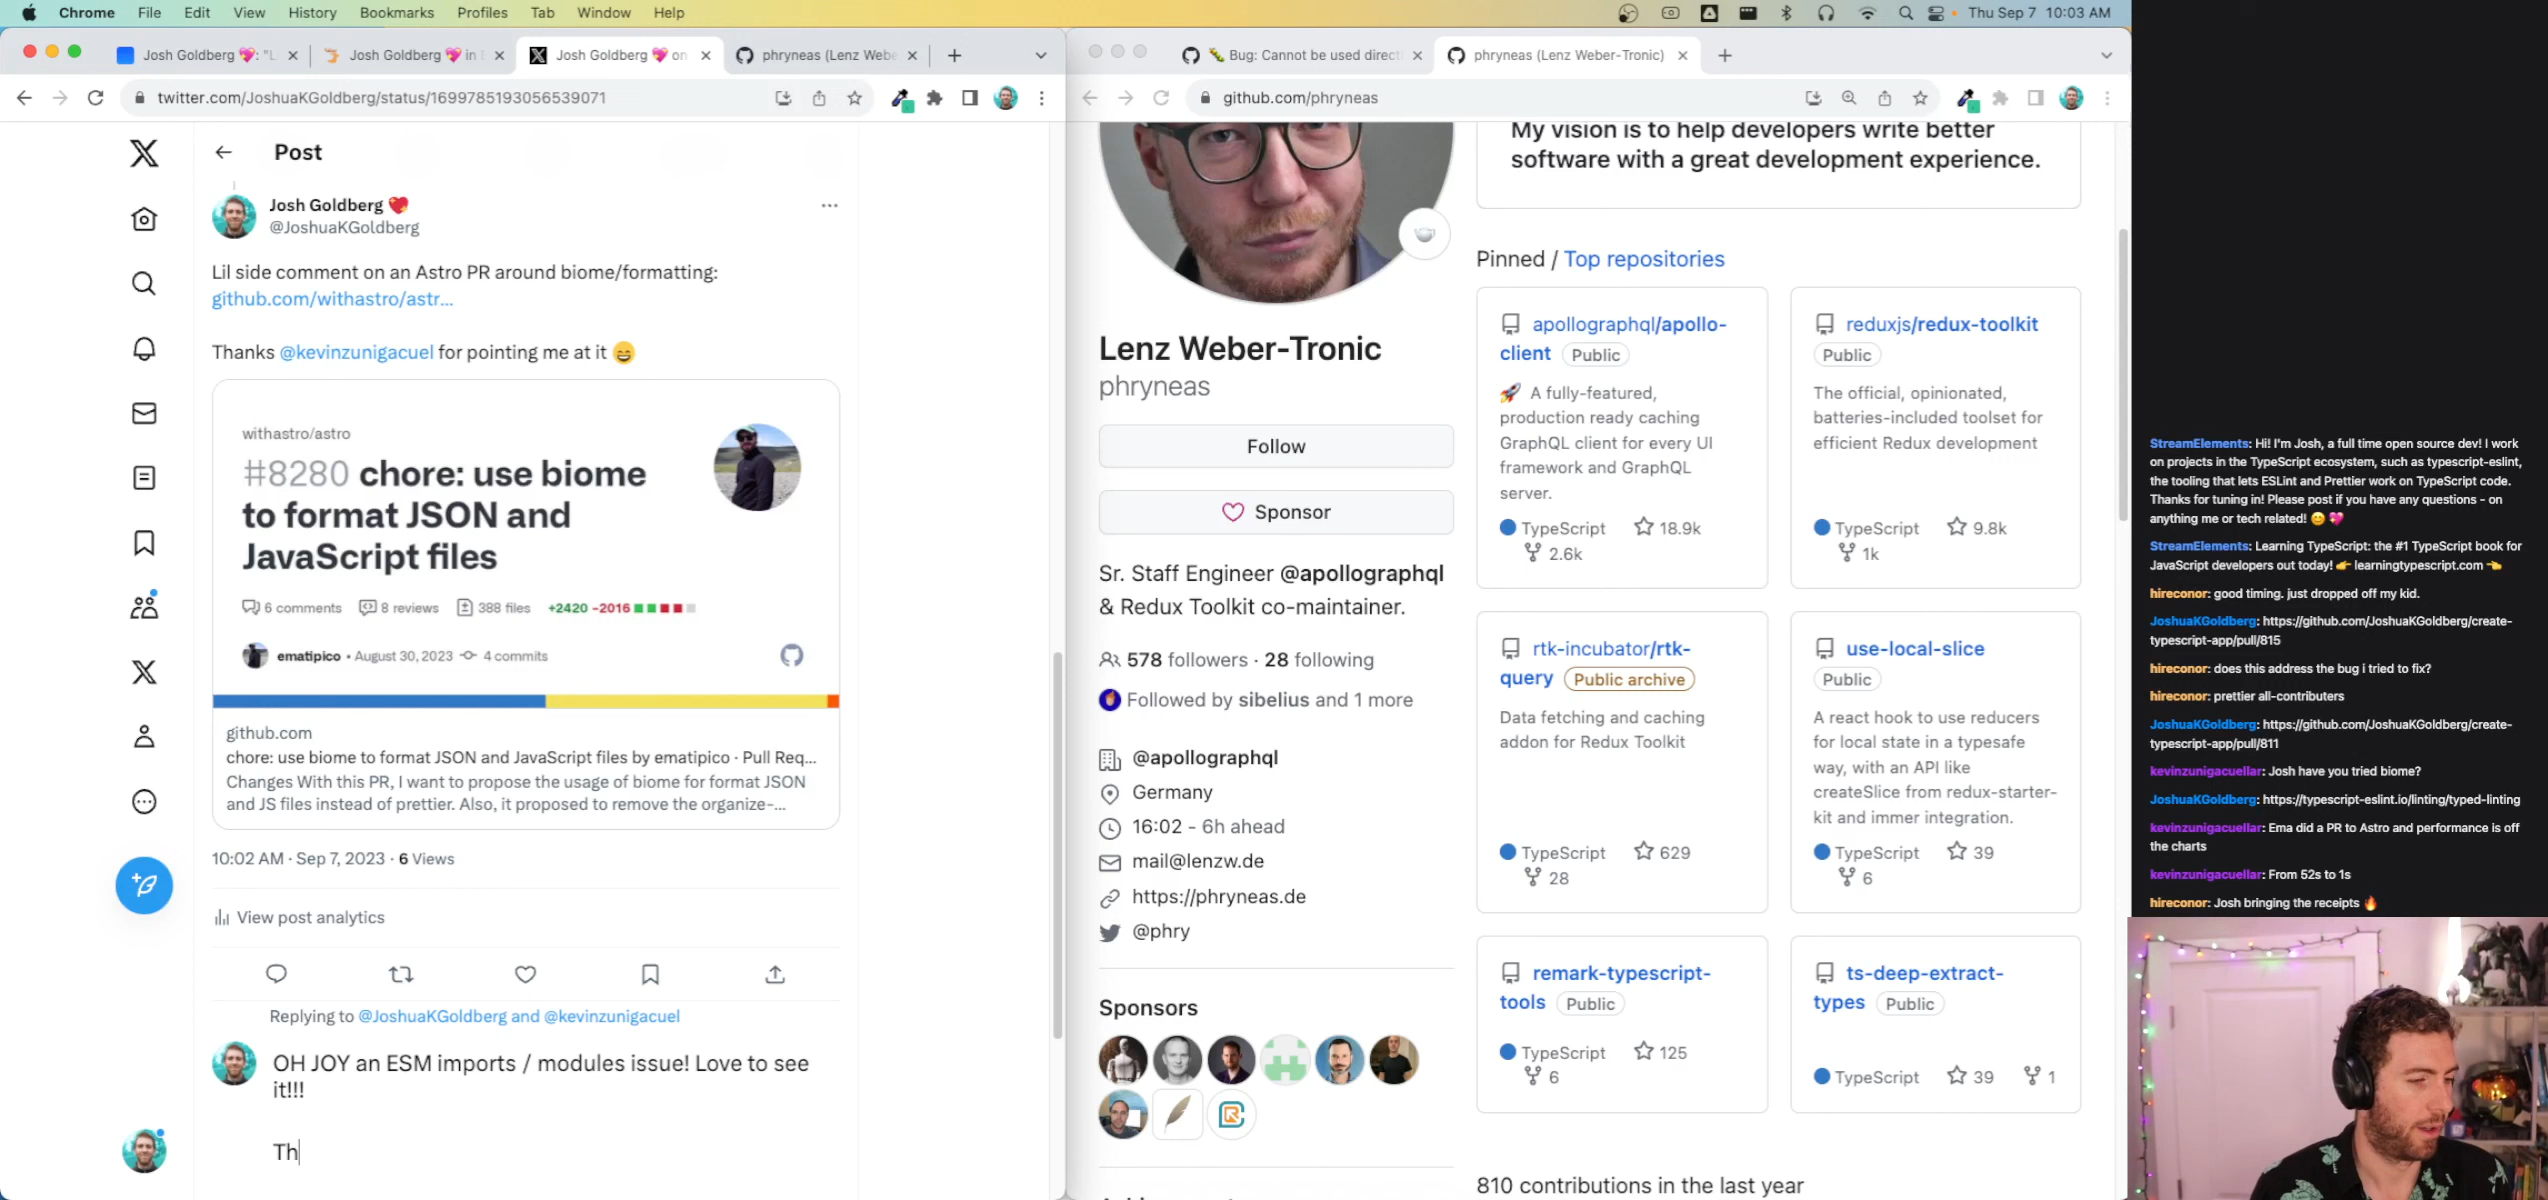 Chrome File Edit View History Bookmarks Profiles Tab Window Help
Thu Sep 7 10:03 AM
Josh Goldberg 💖: "L
Josh Goldberg 💖 in
Josh Goldberg 💖 on
phryneas (Lenz Webe
twitter.com/JoshuaKGoldberg/status/1699785193056539071
Post
Josh Goldberg 💖
@JoshuaKGoldberg
Lil side comment on an Astro PR around biome/formatting:
github.com/withastro/astr...
Thanks @kevinzunigacuel for pointing me at it 😄
withastro/astro
#8280 chore: use biome
to format JSON and
JavaScript files
6 comments 8 reviews 388 files +2420 -2016
ematipico • August 30, 2023 4 commits
github.com
chore: use biome to format JSON and JavaScript files by ematipico · Pull Req...
Changes With this PR, I want to propose the usage of biome for format JSON
and JS files instead of prettier. Also, it proposed to remove the organize-...
10:02 AM · Sep 7, 2023 · 6 Views
View post analytics
Replying to @JoshuaKGoldberg and @kevinzunigacuel
OH JOY an ESM imports / modules issue! Love to see
it!!!
Th
🐛 Bug: Cannot be used direct
phryneas (Lenz Weber-Tronic)
github.com/phryneas
My vision is to help developers write better
software with a great development experience.
Lenz Weber-Tronic
phryneas
Follow
Sponsor
Sr. Staff Engineer @apollographql
& Redux Toolkit co-maintainer.
578 followers · 28 following
Followed by sibelius and 1 more
@apollographql
Germany
16:02 - 6h ahead
mail@lenzw.de
https://phryneas.de
@phry
Sponsors
Pinned / Top repositories
apollographql/apollo-
client Public
🚀 A fully-featured,
production ready caching
GraphQL client for every UI
framework and GraphQL
server.
TypeScript 18.9k
2.6k
reduxjs/redux-toolkit
Public
The official, opinionated,
batteries-included toolset for
efficient Redux development
TypeScript 9.8k
1k
rtk-incubator/rtk-
query Public archive
Data fetching and caching
addon for Redux Toolkit
TypeScript 629
28
use-local-slice
Public
A react hook to use reducers
for local state in a typesafe
way, with an API like
createSlice from redux-starter-
kit and immer integration.
TypeScript 39
6
remark-typescript-
tools Public
TypeScript 125
6
ts-deep-extract-
types Public
TypeScript 39 1
810 contributions in the last year
StreamElements: Hi! I'm Josh, a full time open source dev! I work
on projects in the TypeScript ecosystem, such as typescript-eslint,
the tooling that lets ESLint and Prettier work on TypeScript code.
Thanks for tuning in! Please post if you have any questions - on
anything me or tech related! 😊 💖
StreamElements: Learning TypeScript: the #1 TypeScript book for
JavaScript developers out today! 👉 learningtypescript.com 👈
hireconor: good timing. just dropped off my kid.
JoshuaKGoldberg: https://github.com/JoshuaKGoldberg/create-
typescript-app/pull/815
hireconor: does this address the bug i tried to fix?
hireconor: prettier all-contributers
JoshuaKGoldberg: https://github.com/JoshuaKGoldberg/create-
typescript-app/pull/811
kevinzunigacuellar: Josh have you tried biome?
JoshuaKGoldberg: https://typescript-eslint.io/linting/typed-linting
kevinzunigacuellar: Ema did a PR to Astro and performance is off
the charts
kevinzunigacuellar: From 52s to 1s
hireconor: Josh bringing the receipts 🔥